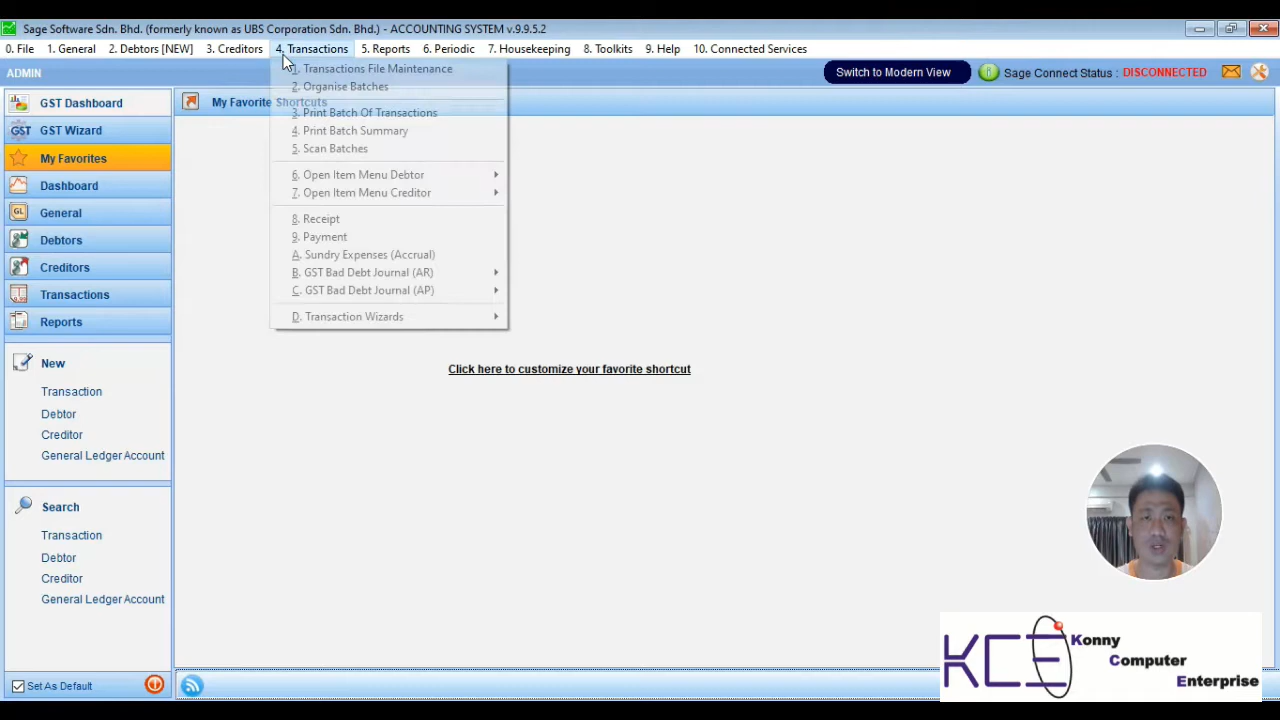 Sage Software Sdn. Bhd. (formerly known as UBS Corporation Sdn. Bhd.) - ACCOUNTING SYSTEM v.9.9.5.2
0. File 1. General 2. Debtors [NEW] 3. Creditors 4. Transactions 5. Reports 6. Periodic 7. Housekeeping 8. Toolkits 9. Help 10. Connected Services
ADMIN
Switch to Modern View
Sage Connect Status : DISCONNECTED
GST Dashboard
GST GST Wizard
My Favorites
Dashboard
GL General
Debtors
Creditors
Transactions
Reports
New
Transaction
Debtor
Creditor
General Ledger Account
Search
Transaction
Debtor
Creditor
General Ledger Account
Set As Default
My Favorite Shortcuts
1. Transactions File Maintenance
2. Organise Batches
3. Print Batch Of Transactions
4. Print Batch Summary
5. Scan Batches
6. Open Item Menu Debtor
7. Open Item Menu Creditor
8. Receipt
9. Payment
A. Sundry Expenses (Accrual)
B. GST Bad Debt Journal (AR)
C. GST Bad Debt Journal (AP)
D. Transaction Wizards
Click here to customize your favorite shortcut
KCE
Konny
Computer
Enterprise